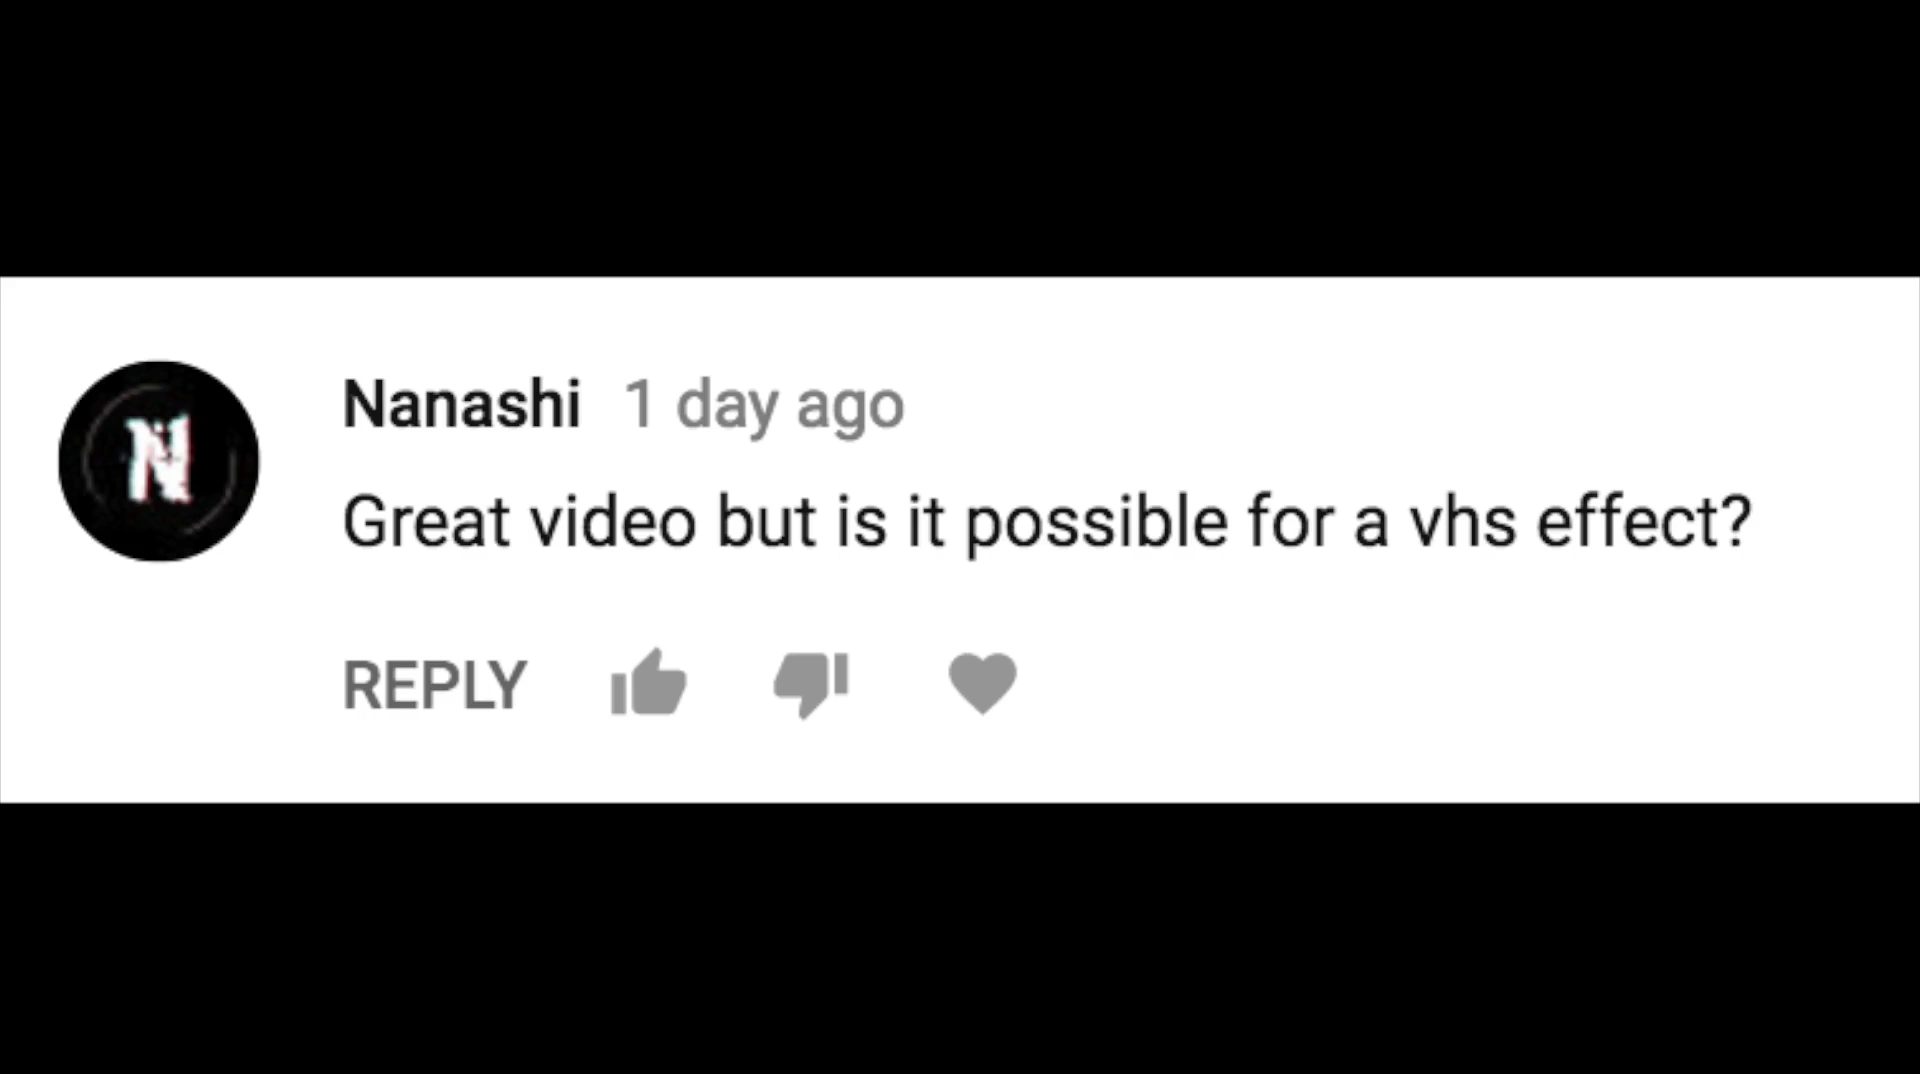 N
Nanashi 1 day ago
Great video but is it possible for a vhs effect?
REPLY